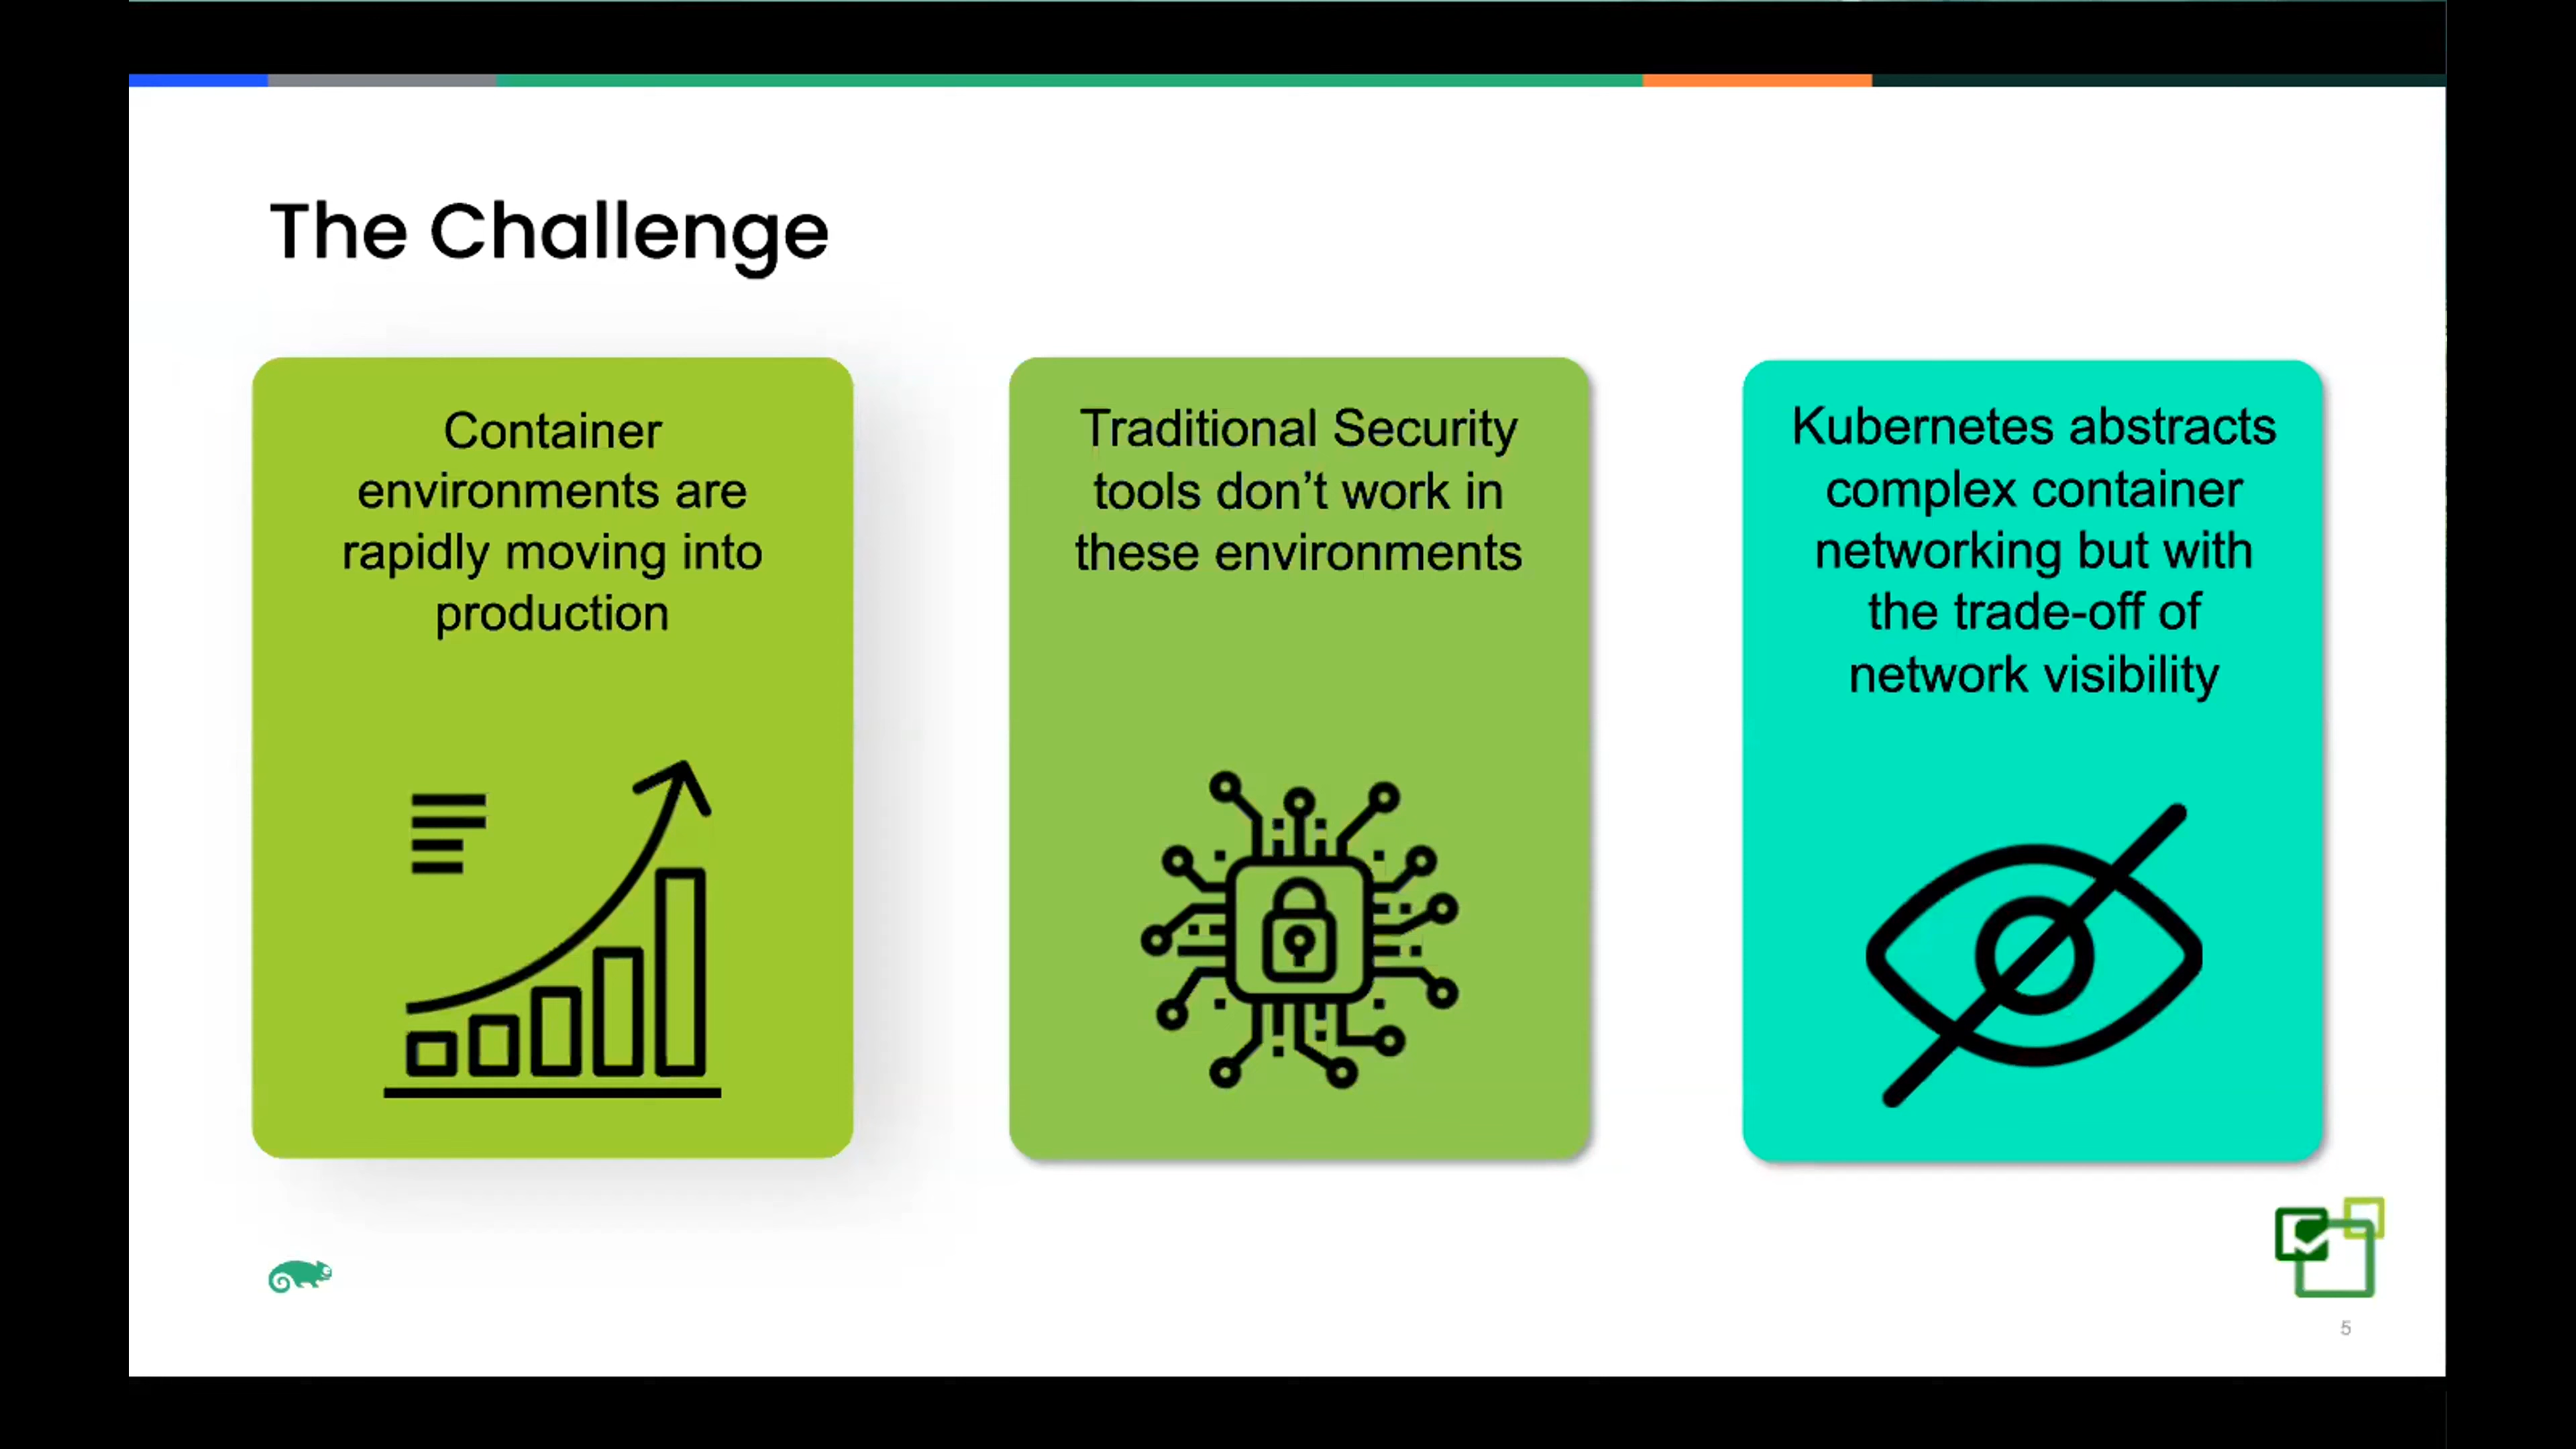 The Challenge
Container
environments are
rapidly moving into
production
Traditional Security
tools don’t work in
these environments
Kubernetes abstracts
complex container
networking but with
the trade-off of
network visibility
5